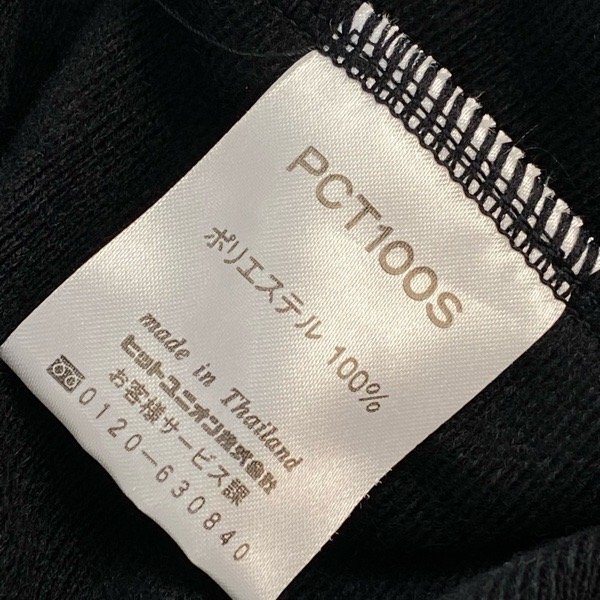 PCT100S
ポリエステル 100%
made in Thailand
ヒットユニオン株式會社
お客様サービス課
0120-630840